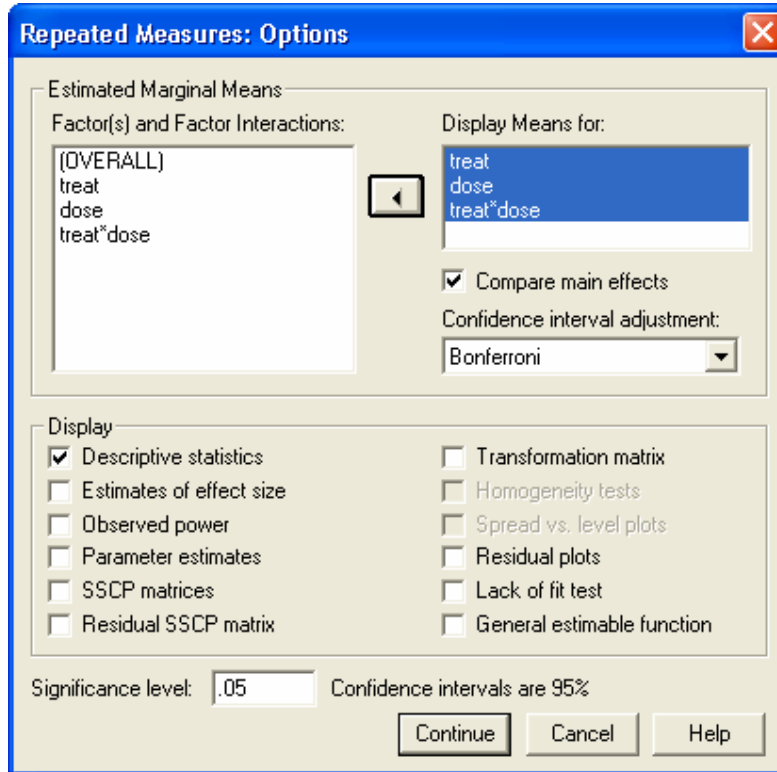 Repeated Measures: Options
Estimated Marginal Means
Factor(s) and Factor Interactions:
(OVERALL)
treat
dose
treat*dose
Display Means for:
treat
dose
treat*dose
Compare main effects
Confidence interval adjustment:
Bonferroni
Display
Descriptive statistics
Estimates of effect size
Observed power
Parameter estimates
SSCP matrices
Residual SSCP matrix
Transformation matrix
Homogeneity tests
Spread vs. level plots
Residual plots
Lack of fit test
General estimable function
Significance level: .05 Confidence intervals are 95%
Continue Cancel Help